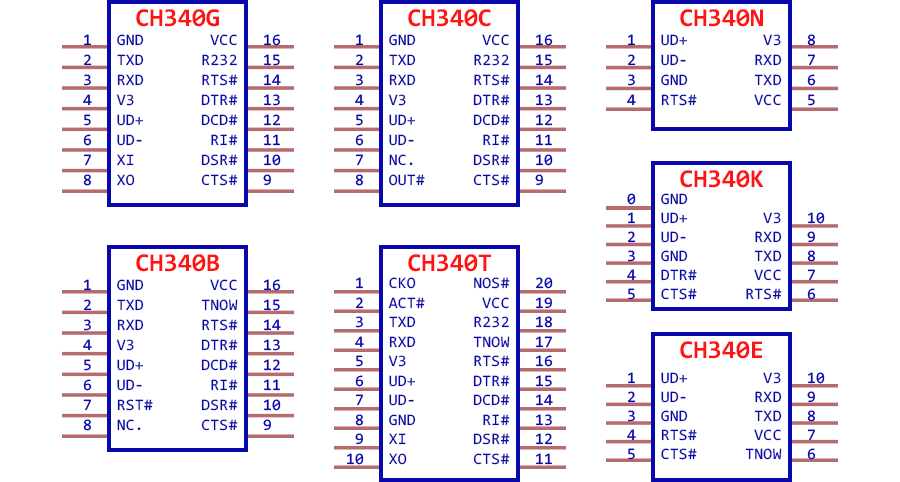 CH340G
1 GND VCC 16
2 TXD R232 15
3 RXD RTS# 14
4 V3 DTR# 13
5 UD+ DCD# 12
6 UD- RI# 11
7 XI DSR# 10
8 XO CTS# 9
CH340C
1 GND VCC 16
2 TXD R232 15
3 RXD RTS# 14
4 V3 DTR# 13
5 UD+ DCD# 12
6 UD- RI# 11
7 NC. DSR# 10
8 OUT# CTS# 9
CH340N
1 UD+ V3 8
2 UD- RXD 7
3 GND TXD 6
4 RTS# VCC 5
CH340K
0 GND
1 UD+ V3 10
2 UD- RXD 9
3 GND TXD 8
4 DTR# VCC 7
5 CTS# RTS# 6
CH340B
1 GND VCC 16
2 TXD TNOW 15
3 RXD RTS# 14
4 V3 DTR# 13
5 UD+ DCD# 12
6 UD- RI# 11
7 RST# DSR# 10
8 NC. CTS# 9
CH340T
1 CKO NOS# 20
2 ACT# VCC 19
3 TXD R232 18
4 RXD TNOW 17
5 V3 RTS# 16
6 UD+ DTR# 15
7 UD- DCD# 14
8 GND RI# 13
9 XI DSR# 12
10 XO CTS# 11
CH340E
1 UD+ V3 10
2 UD- RXD 9
3 GND TXD 8
4 RTS# VCC 7
5 CTS# TNOW 6